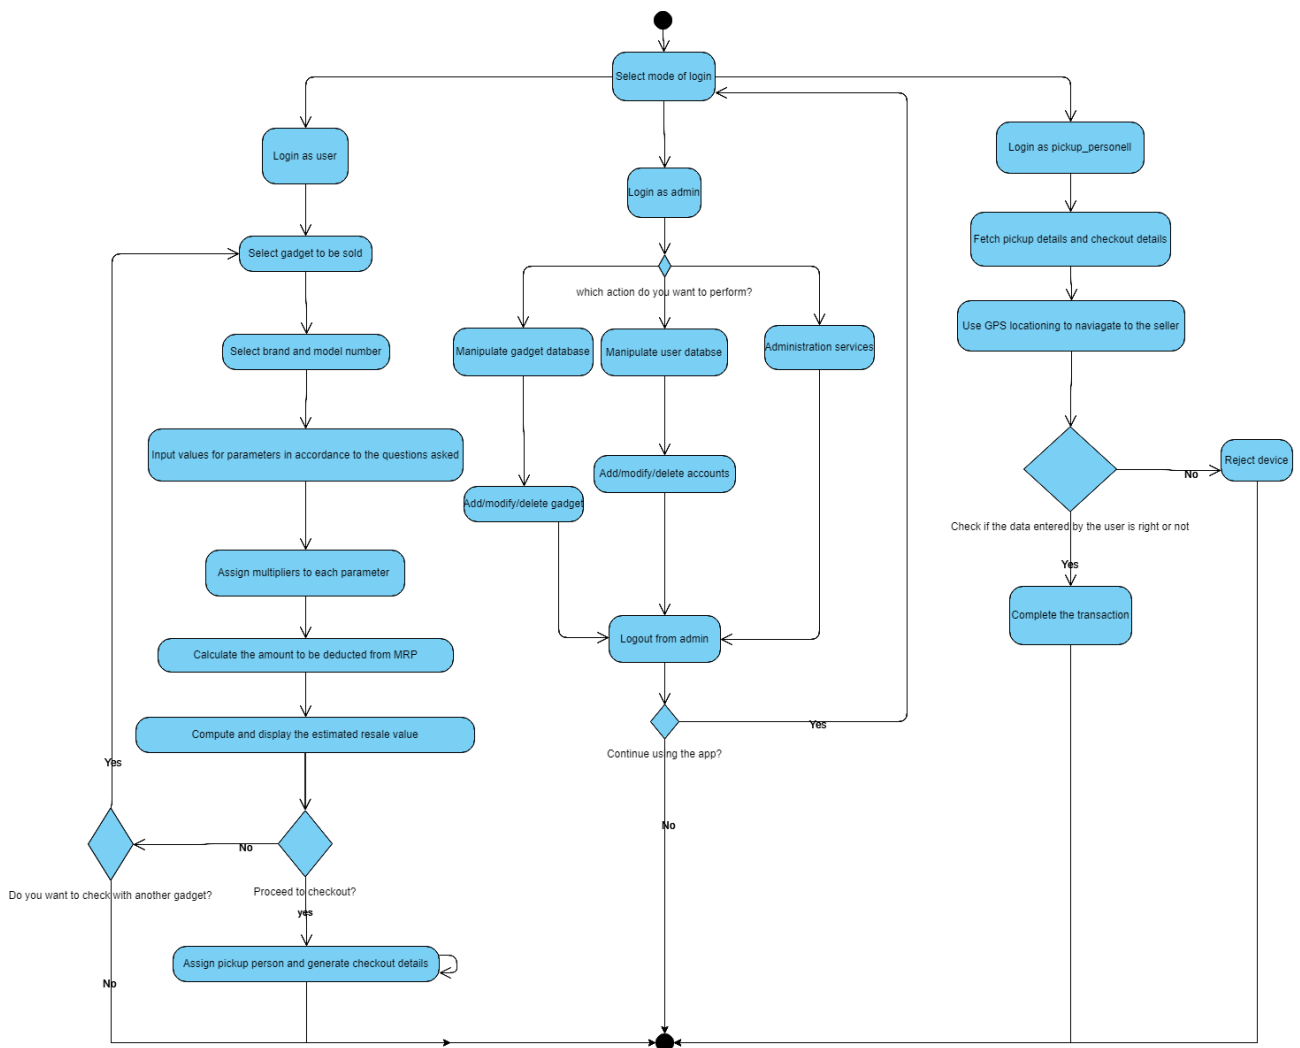 Select mode of login
Login as user
Login as admin
Login as pickup_personell
Select gadget to be sold
Fetch pickup details and checkout details
which action do you want to perform?
Use GPS locationing to naviagate to the seller
Select brand and model number
Manipulate gadget database
Manipulate user databse
Administration services
Input values for parameters in accordance to the questions asked
Reject device
No
Add/modify/delete accounts
Add/modify/delete gadget
Check if the data entered by the user is right or not
Yes
Assign multipliers to each parameter
Complete the transaction
Logout from admin
Calculate the amount to be deducted from MRP
Compute and display the estimated resale value
Yes
Continue using the app?
Yes
No
No
Do you want to check with another gadget?
Proceed to checkout?
yes
Assign pickup person and generate checkout details
No